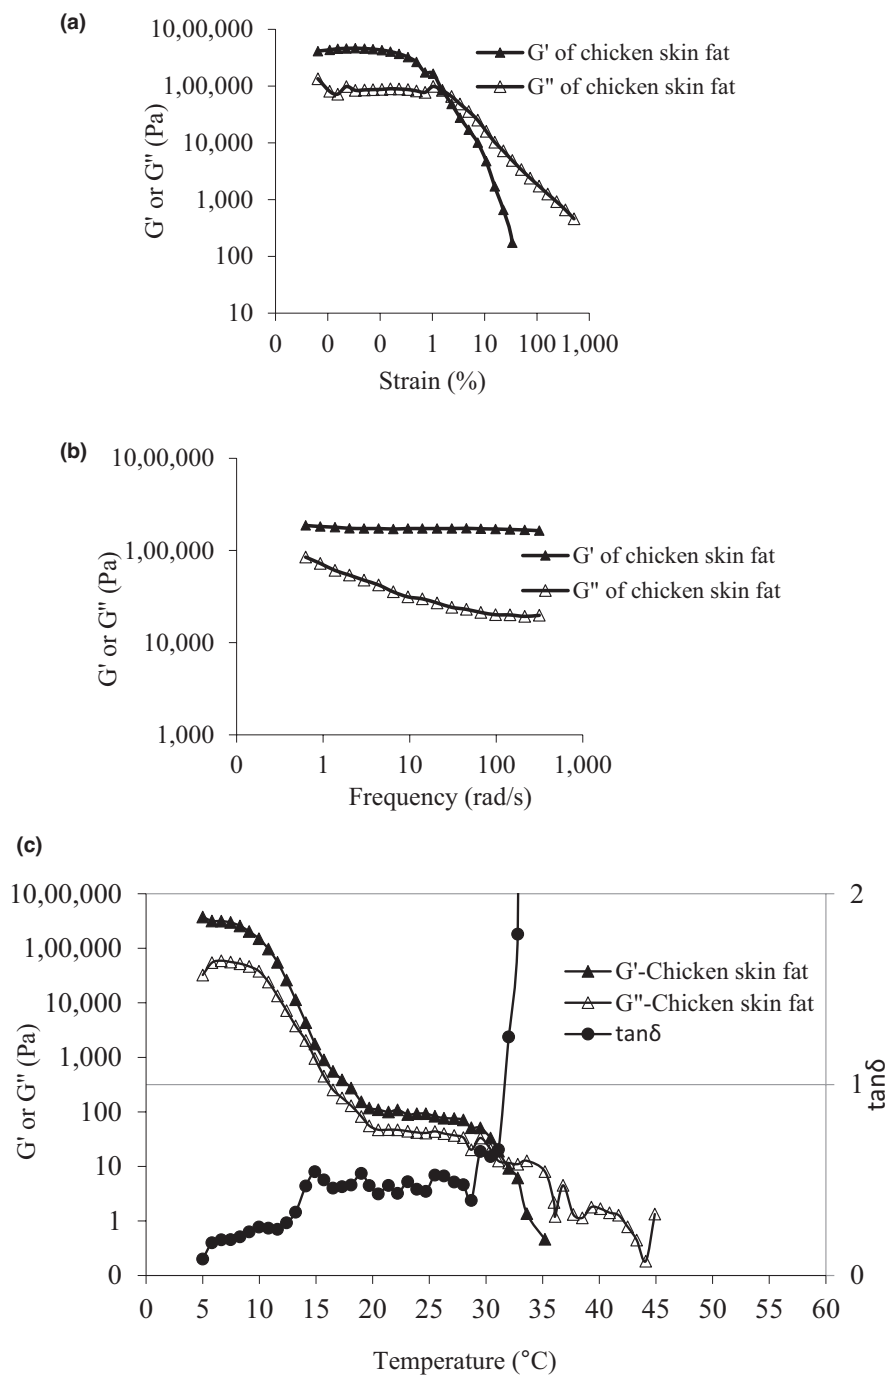 (a)
10,00,000
1,00,000
10,000
1,000
100
10
G' or G" (Pa)
G' of chicken skin fat
G" of chicken skin fat
0 0 0 1 10 100 1,000
Strain (%)
(b)
10,00,000
1,00,000
10,000
1,000
G' or G" (Pa)
G' of chicken skin fat
G" of chicken skin fat
0 1 10 100 1,000
Frequency (rad/s)
(c)
10,00,000
1,00,000
10,000
1,000
100
10
1
0
G' or G" (Pa)
G'-Chicken skin fat
G"-Chicken skin fat
tanδ
2
1
0
tanδ
0 5 10 15 20 25 30 35 40 45 50 55 60
Temperature (°C)